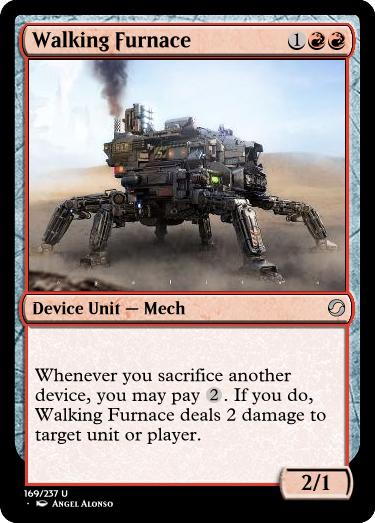 Walking Furnace 1
Device Unit — Mech
Whenever you sacrifice another
device, you may pay 2. If you do,
Walking Furnace deals 2 damage to
target unit or player.
2/1
169/237 U
· Angel Alonso